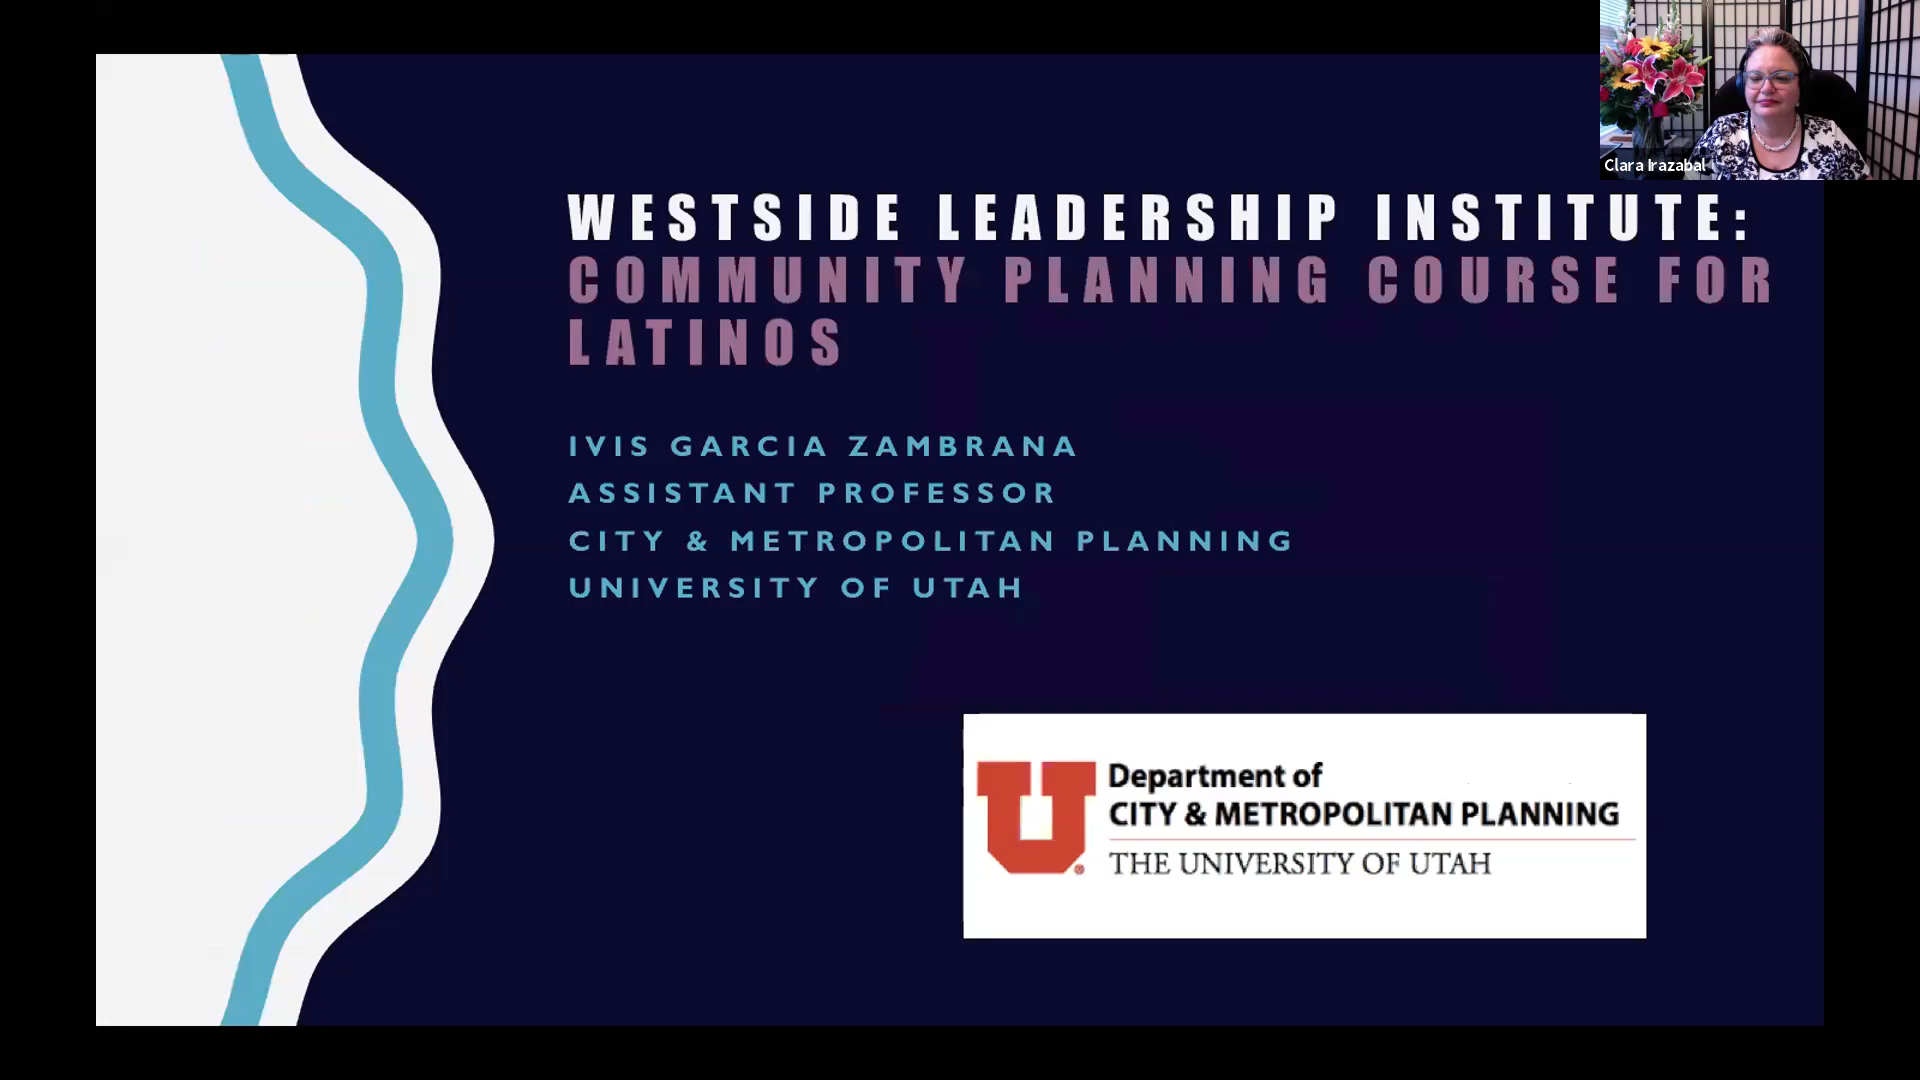 Clara Irazabal
WESTSIDE LEADERSHIP INSTITUTE:
COMMUNITY PLANNING COURSE FOR
LATINOS
IVIS GARCIA ZAMBRANA
ASSISTANT PROFESSOR
CITY & METROPOLITAN PLANNING
UNIVERSITY OF UTAH
U®
Department of
CITY & METROPOLITAN PLANNING
THE UNIVERSITY OF UTAH